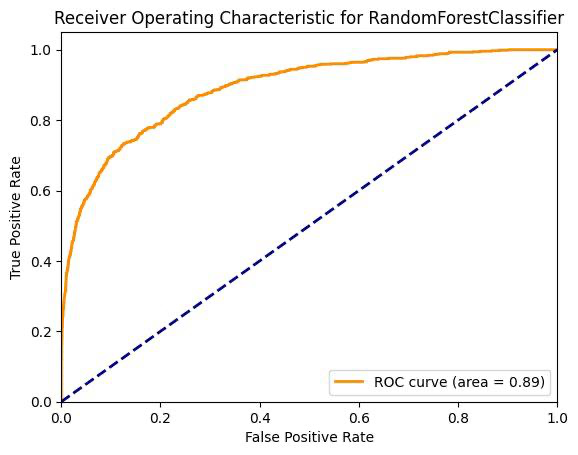 Receiver Operating Characteristic for RandomForestClassifier
True Positive Rate
1.0
0.8
0.6
0.4
0.2
0.0
0.0 0.2 0.4 0.6 0.8 1.0
False Positive Rate
ROC curve (area = 0.89)